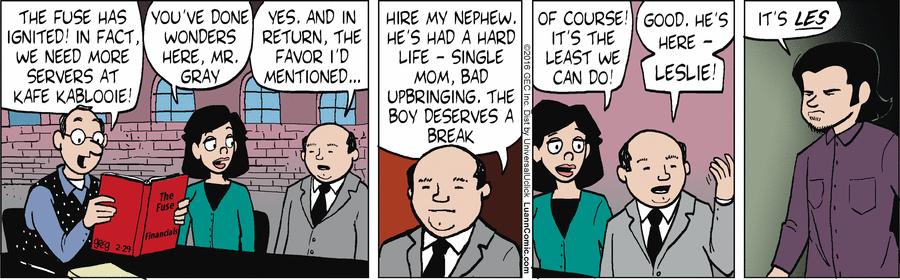 THE FUSE HAS
IGNITED! IN FACT,
WE NEED MORE
SERVERS AT
KAFE KABLOOIE!
YOU'VE DONE
WONDERS
HERE, MR.
GRAY
YES. AND IN
RETURN, THE
FAVOR I'D
MENTIONED...
The
Fuse
Financials
greg 2-29
HIRE MY NEPHEW.
HE'S HAD A HARD
LIFE – SINGLE
MOM, BAD
UPBRINGING. THE
BOY DESERVES A
BREAK
©2016 GEC Inc. Dist by UniversalUclick LuannComic.com
OF COURSE!
IT'S THE
LEAST WE
CAN DO!
GOOD. HE'S
HERE –
LESLIE!
IT'S LES